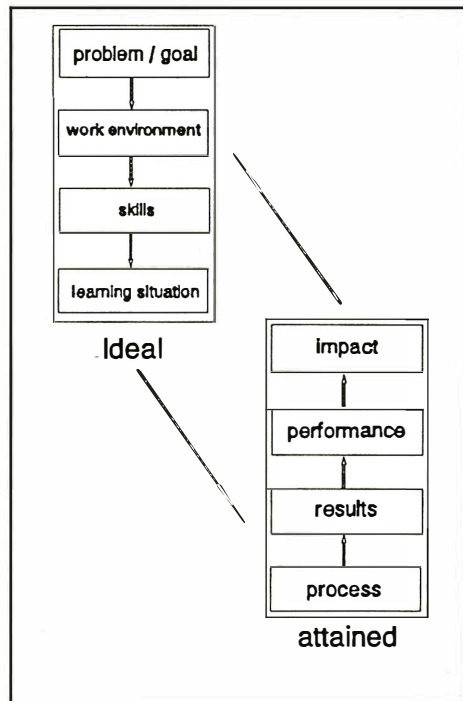 problem / goal
work environment
skills
learning situation
Ideal
impact
performance
results
process
attained